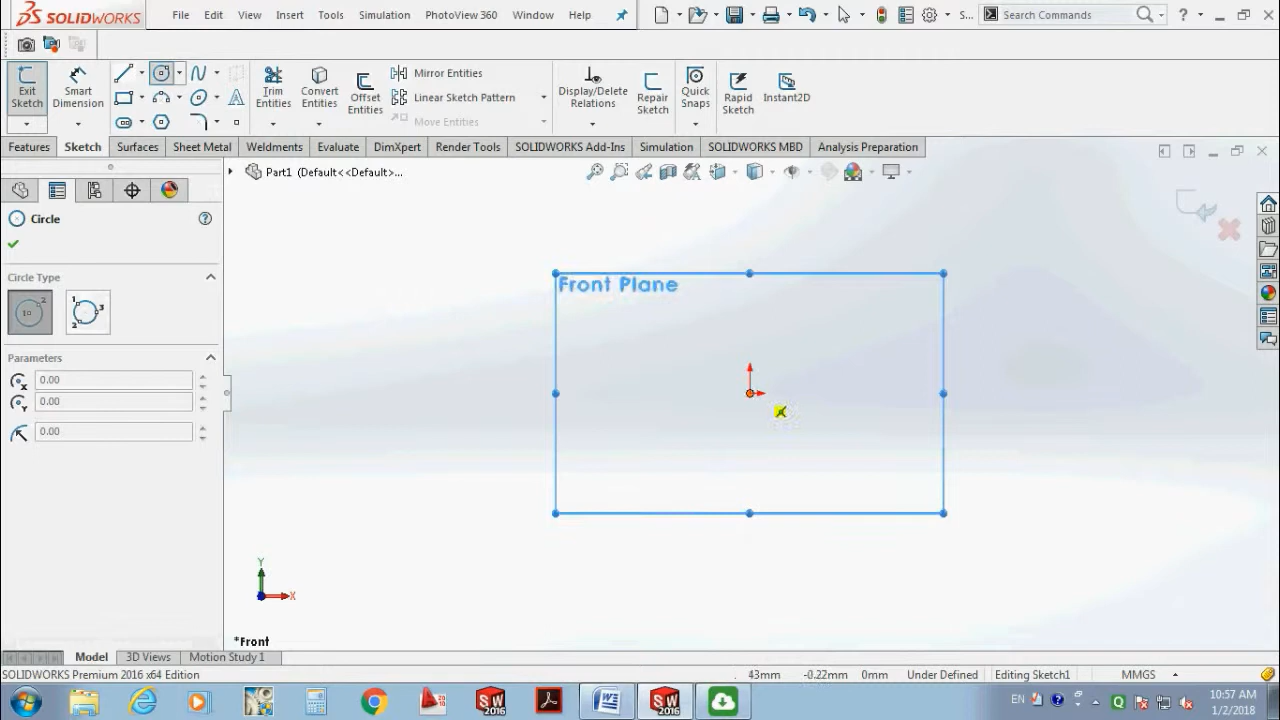 SOLIDWORKS File Edit View Insert Tools Simulation PhotoView 360 Window Help S... Search Commands
Exit Sketch
Smart Dimension
Trim Entities
Convert Entities
Offset Entities
Mirror Entities
Linear Sketch Pattern
Move Entities
Display/Delete Relations
Repair Sketch
Quick Snaps
Rapid Sketch
Instant2D
Features Sketch Surfaces Sheet Metal Weldments Evaluate DimXpert Render Tools SOLIDWORKS Add-Ins Simulation SOLIDWORKS MBD Analysis Preparation
Part1 (Default<<Default>...
Circle
Circle Type
Parameters
0.00
0.00
0.00
Front Plane
Y
X
*Front
Model 3D Views Motion Study 1
SOLIDWORKS Premium 2016 x64 Edition 43mm -0.22mm 0mm Under Defined Editing Sketch1 MMGS
EN
10:57 AM
1/2/2018